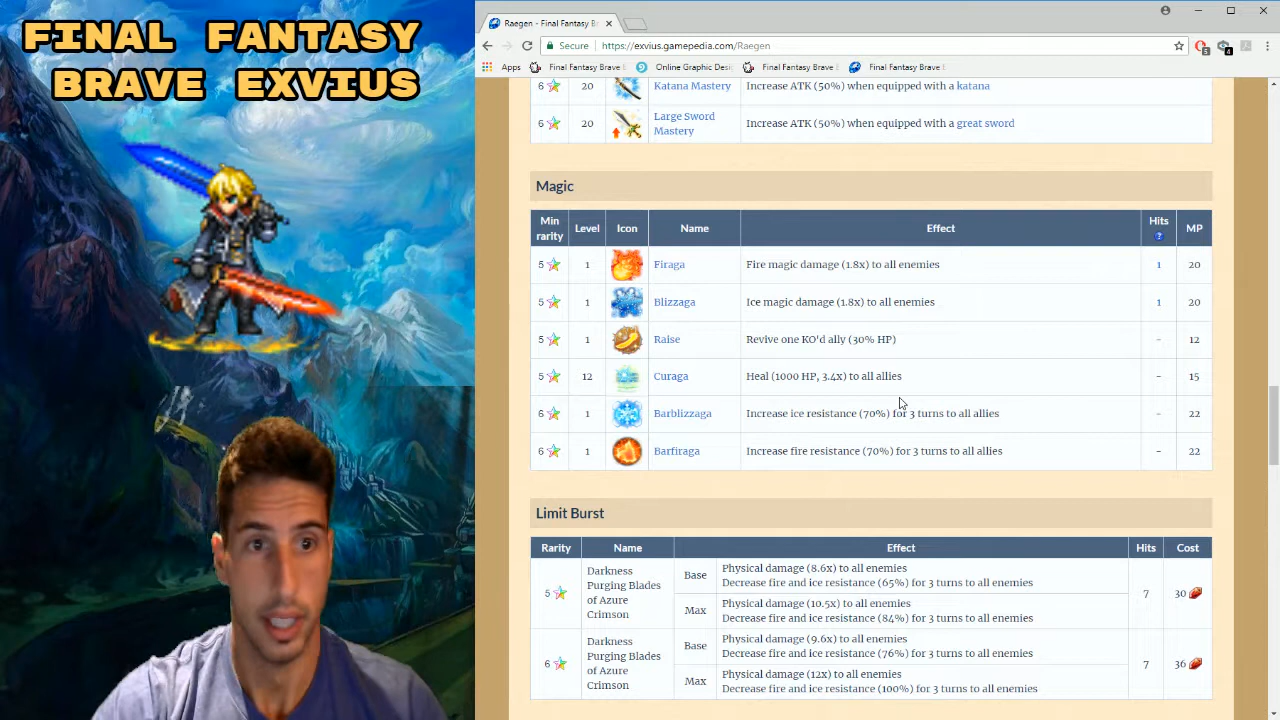 FINAL FANTASY
BRAVE EXVIUS
Raegen - Final Fantasy Br
Secure https://exvius.gamepedia.com/Raegen
Apps Final Fantasy Brave E Online Graphic Desig Final Fantasy Brave E Final Fantasy Brave E
6 20 Katana Mastery Increase ATK (50%) when equipped with a katana
6 20 Large Sword Mastery Increase ATK (50%) when equipped with a great sword
Magic
Min rarity Level Icon Name Effect Hits ? MP
5 1 Firaga Fire magic damage (1.8x) to all enemies 1 20
5 1 Blizzaga Ice magic damage (1.8x) to all enemies 1 20
5 1 Raise Revive one KO'd ally (30% HP) - 12
5 12 Curaga Heal (1000 HP, 3.4x) to all allies - 15
6 1 Barblizzaga Increase ice resistance (70%) for 3 turns to all allies - 22
6 1 Barfiraga Increase fire resistance (70%) for 3 turns to all allies - 22
Limit Burst
Rarity Name Effect Hits Cost
5 Darkness Purging Blades of Azure Crimson 7 30
Base Physical damage (8.6x) to all enemies
Decrease fire and ice resistance (65%) for 3 turns to all enemies
Max Physical damage (10.5x) to all enemies
Decrease fire and ice resistance (84%) for 3 turns to all enemies
6 Darkness Purging Blades of Azure Crimson 7 36
Base Physical damage (9.6x) to all enemies
Decrease fire and ice resistance (76%) for 3 turns to all enemies
Max Physical damage (12x) to all enemies
Decrease fire and ice resistance (100%) for 3 turns to all enemies